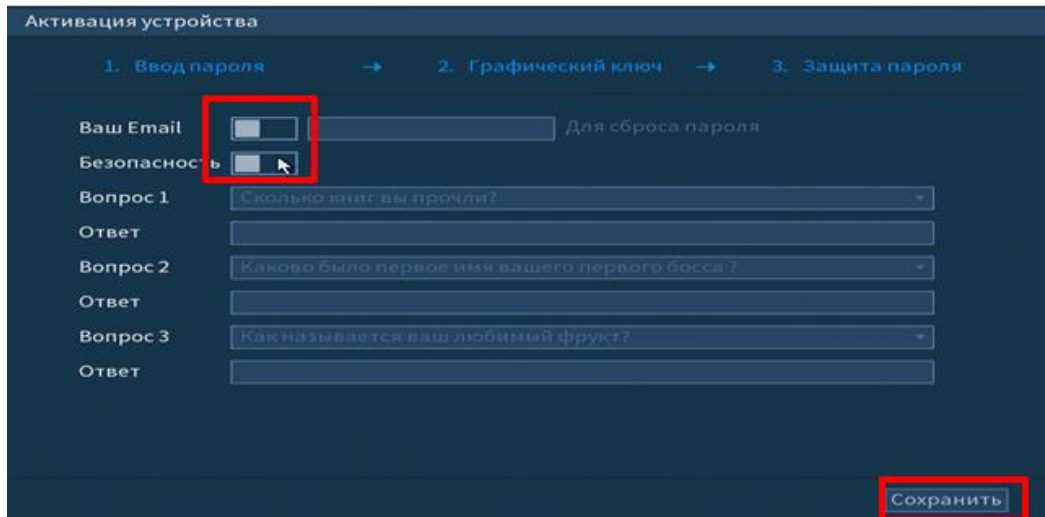 Активация устройства
1. Ввод пароля → 2. Графический ключ → 3. Защита пароля
Ваш Email Для сброса пароля
Безопасность
Вопрос 1 Сколько книг вы прочли?
Ответ
Вопрос 2 Каково было первое имя вашего первого босса ?
Ответ
Вопрос 3 Как называется ваш любимый фрукт?
Ответ
Сохранить